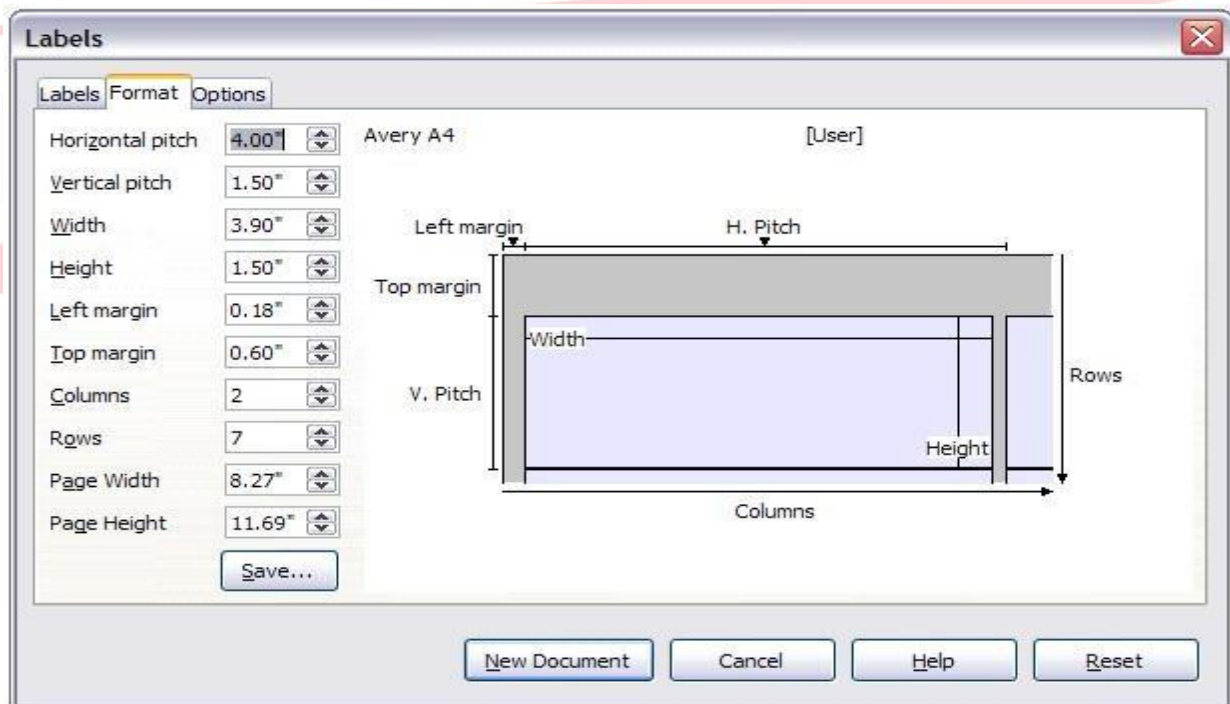 Labels
Labels Format Options
Horizontal pitch 4.00"
Vertical pitch 1.50"
Width 3.90"
Height 1.50"
Left margin 0.18"
Top margin 0.60"
Columns 2
Rows 7
Page Width 8.27"
Page Height 11.69"
Save...
Avery A4 [User]
Left margin H. Pitch
Top margin
Width
V. Pitch
Rows
Height
Columns
New Document Cancel Help Reset